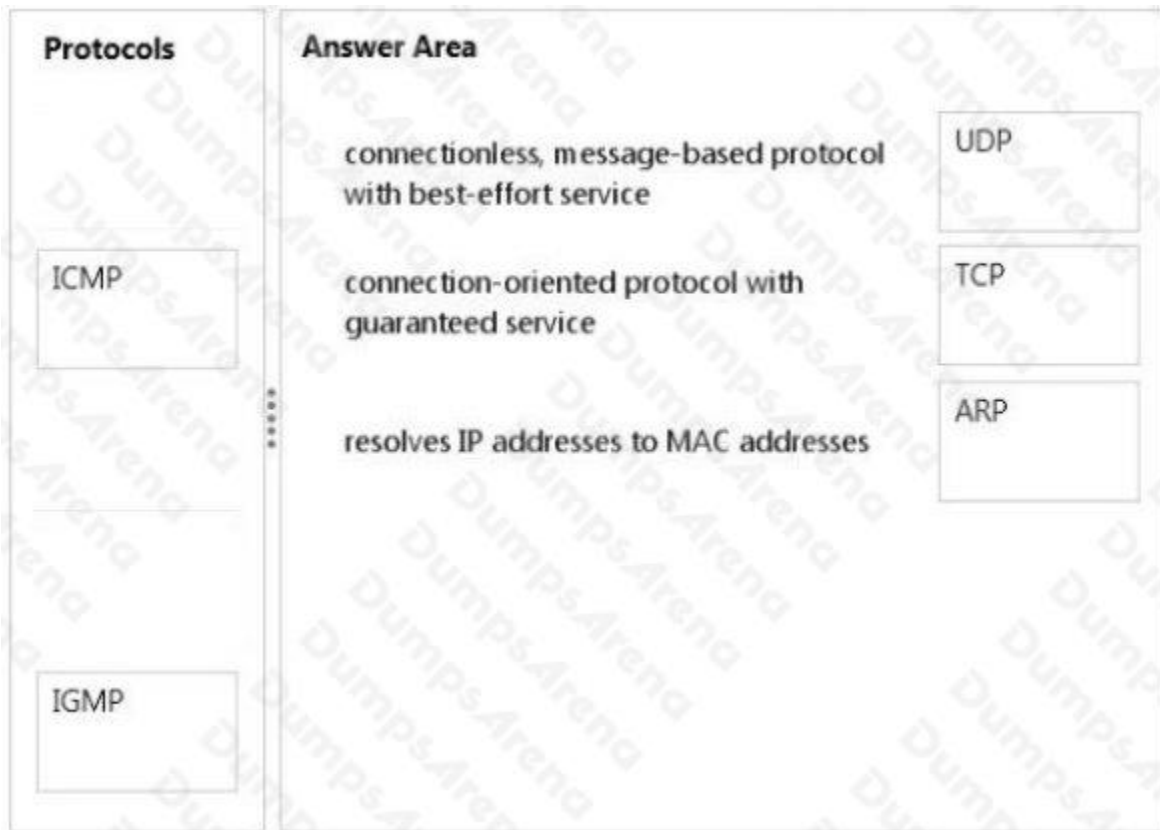 Protocols
ICMP
IGMP
Answer Area
connectionless, message-based protocol
with best-effort service
UDP
connection-oriented protocol with
guaranteed service
TCP
resolves IP addresses to MAC addresses
ARP
DumpsArena